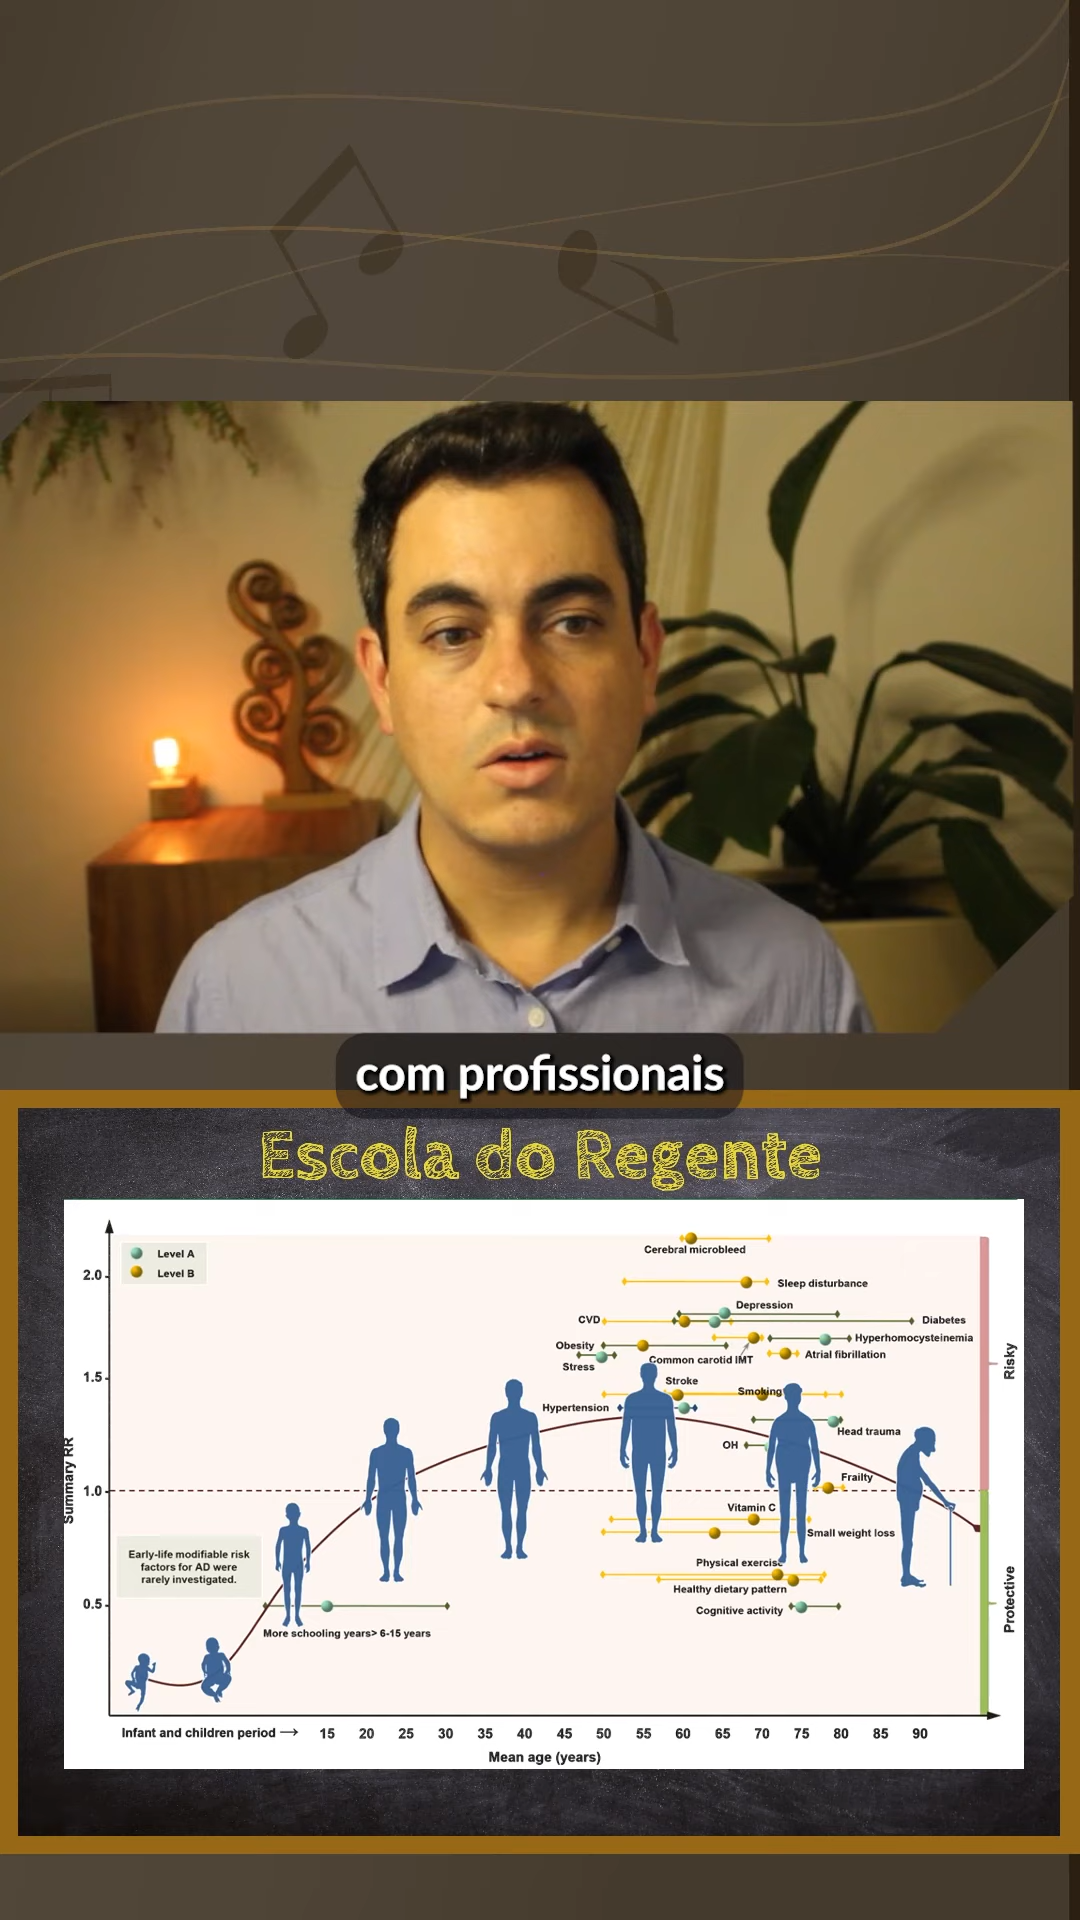 com profissionais
Escola do Regente
Level A
Level B
2.0
1.5
1.0
0.5
Summary RR
Cerebral microbleed
Sleep disturbance
Depression
CVD
Diabetes
Hyperhomocysteinemia
Obesity
Common carotid IMT
Atrial fibrillation
Stress
Stroke
Smoking
Hypertension
Head trauma
OH
Frailty
Vitamin C
Small weight loss
Physical exercise
Healthy dietary pattern
Cognitive activity
Early-life modifiable risk
factors for AD were
rarely investigated.
More schooling years> 6-15 years
Risky
Protective
Infant and children period → 15 20 25 30 35 40 45 50 55 60 65 70 75 80 85 90
Mean age (years)